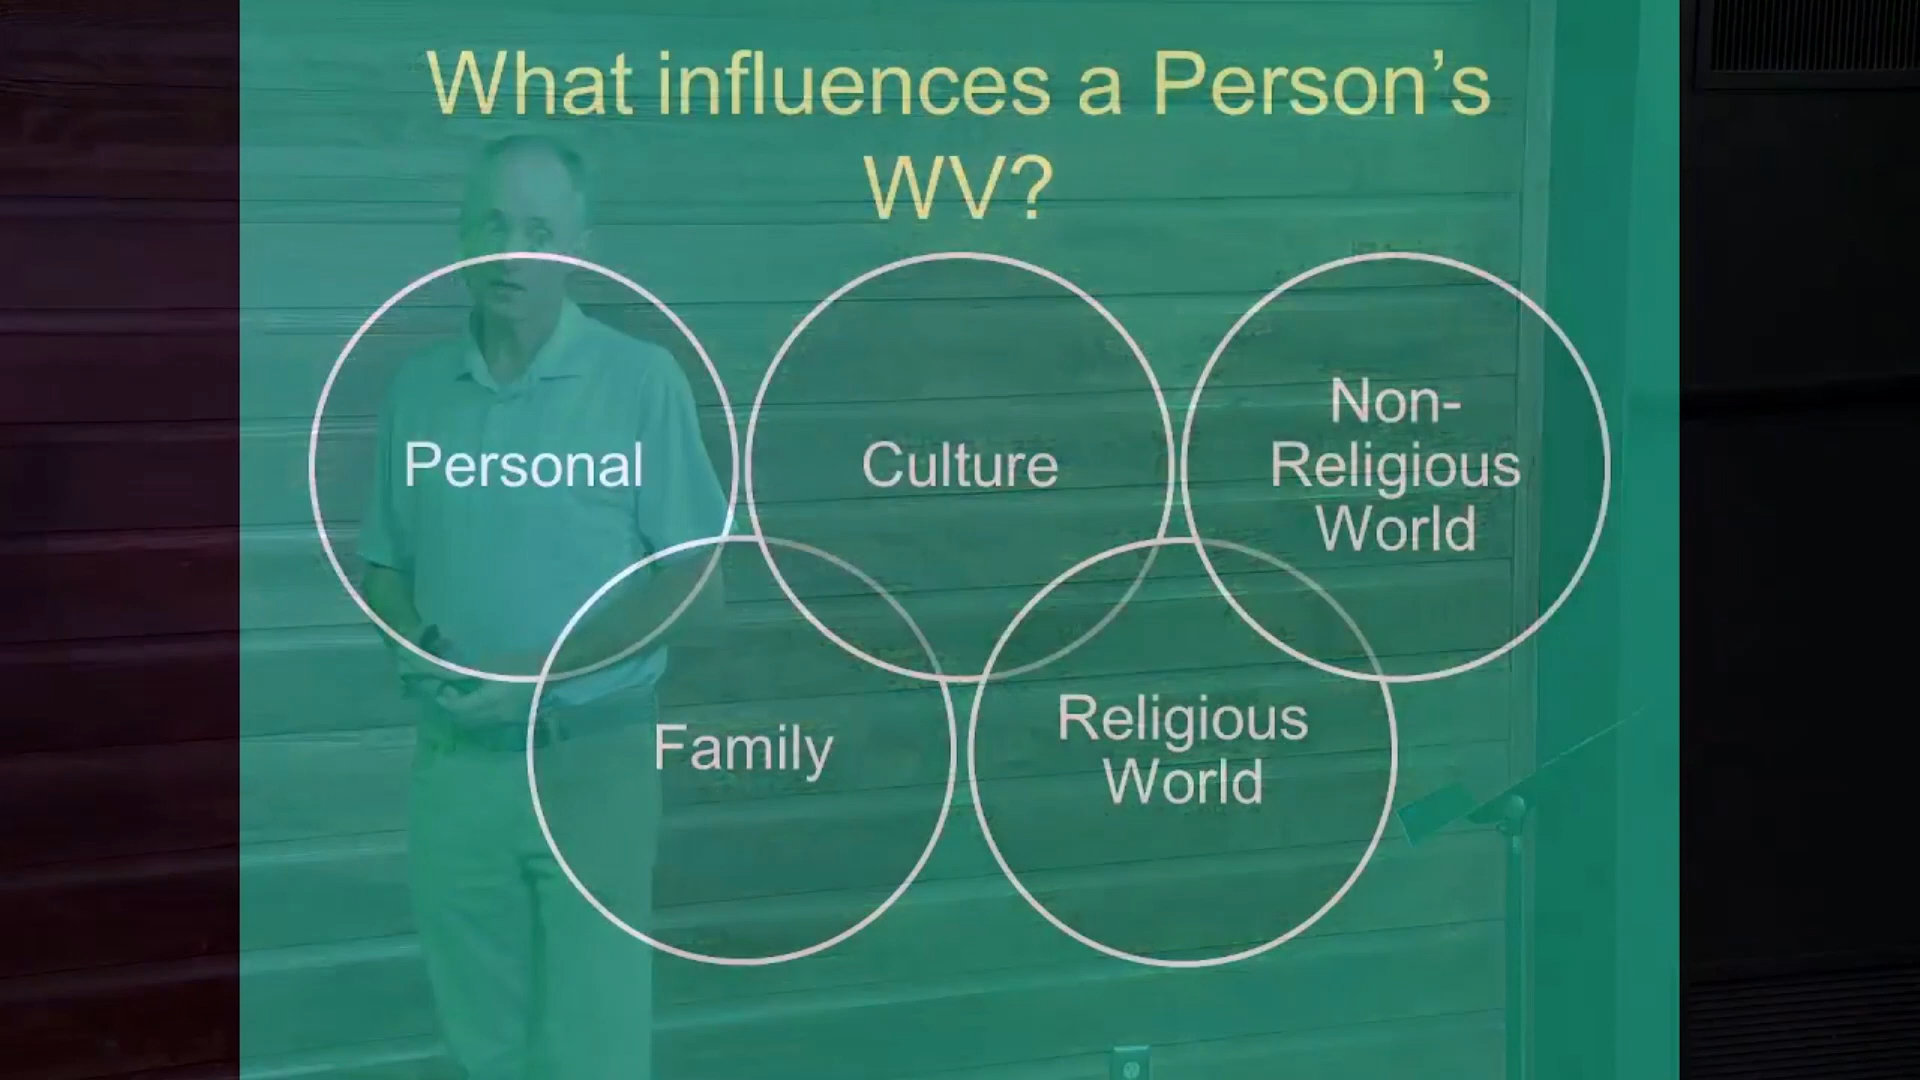 What influences a Person’s
WV?
Personal
Culture
Non-
Religious
World
Family
Religious
World